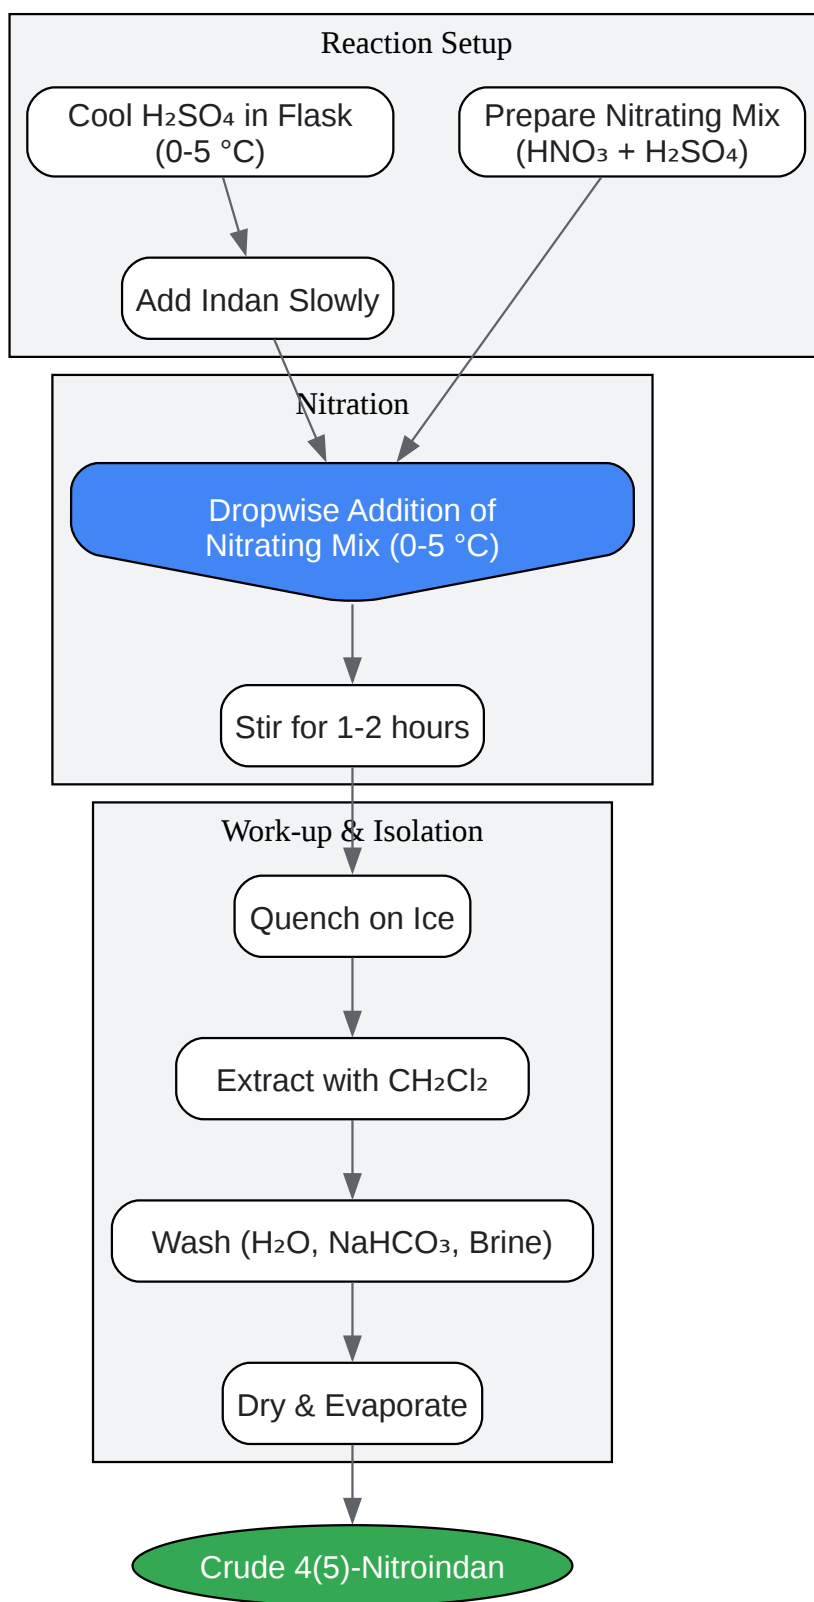 Reaction Setup
Cool H₂SO₄ in Flask
(0-5 °C)
Prepare Nitrating Mix
(HNO₃ + H₂SO₄)
Add Indan Slowly
Nitration
Dropwise Addition of
Nitrating Mix (0-5 °C)
Stir for 1-2 hours
Work-up & Isolation
Quench on Ice
Extract with CH₂Cl₂
Wash (H₂O, NaHCO₃, Brine)
Dry & Evaporate
Crude 4(5)-Nitroindan